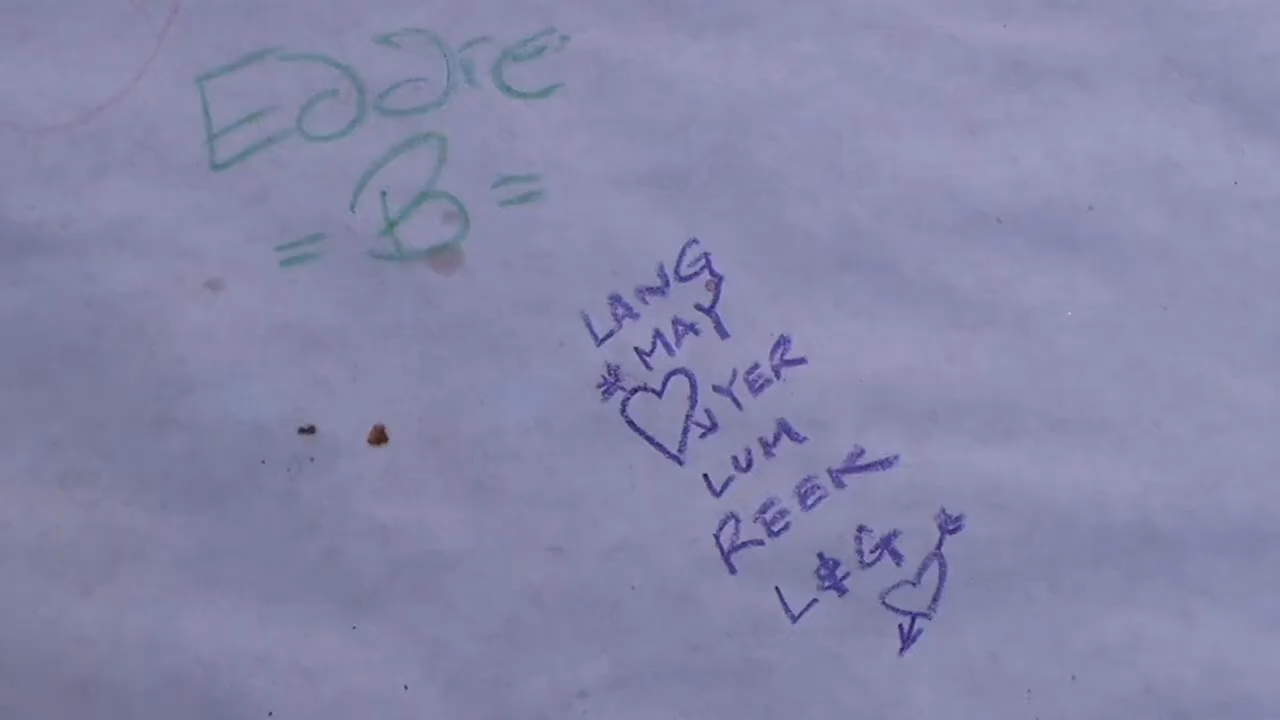 Eddie
= B =
LANG
MAY
YER
LUM
REEK
L & G